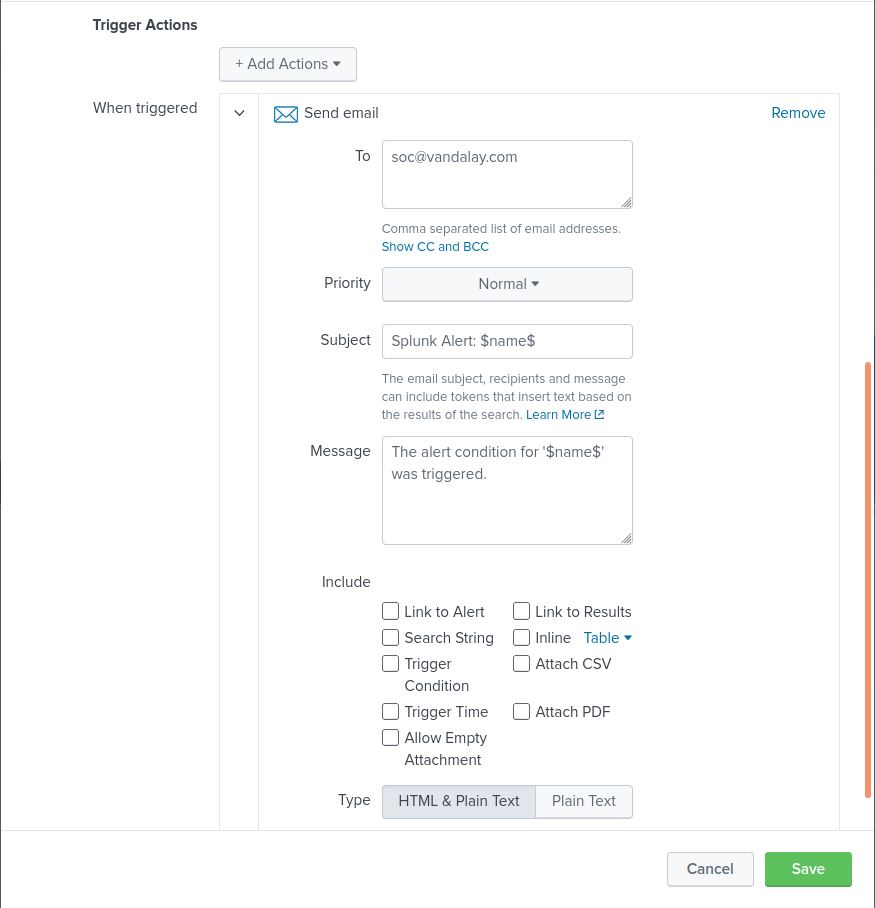 Trigger Actions
+ Add Actions
When triggered
Send email
Remove
To
soc@vandalay.com
Comma separated list of email addresses.
Show CC and BCC
Priority
Normal
Subject
Splunk Alert: $name$
The email subject, recipients and message
can include tokens that insert text based on
the results of the search. Learn More
Message
The alert condition for '$name$'
was triggered.
Include
Link to Alert
Link to Results
Search String
Inline Table
Trigger
Condition
Attach CSV
Trigger Time
Attach PDF
Allow Empty
Attachment
Type
HTML & Plain Text
Plain Text
Cancel
Save